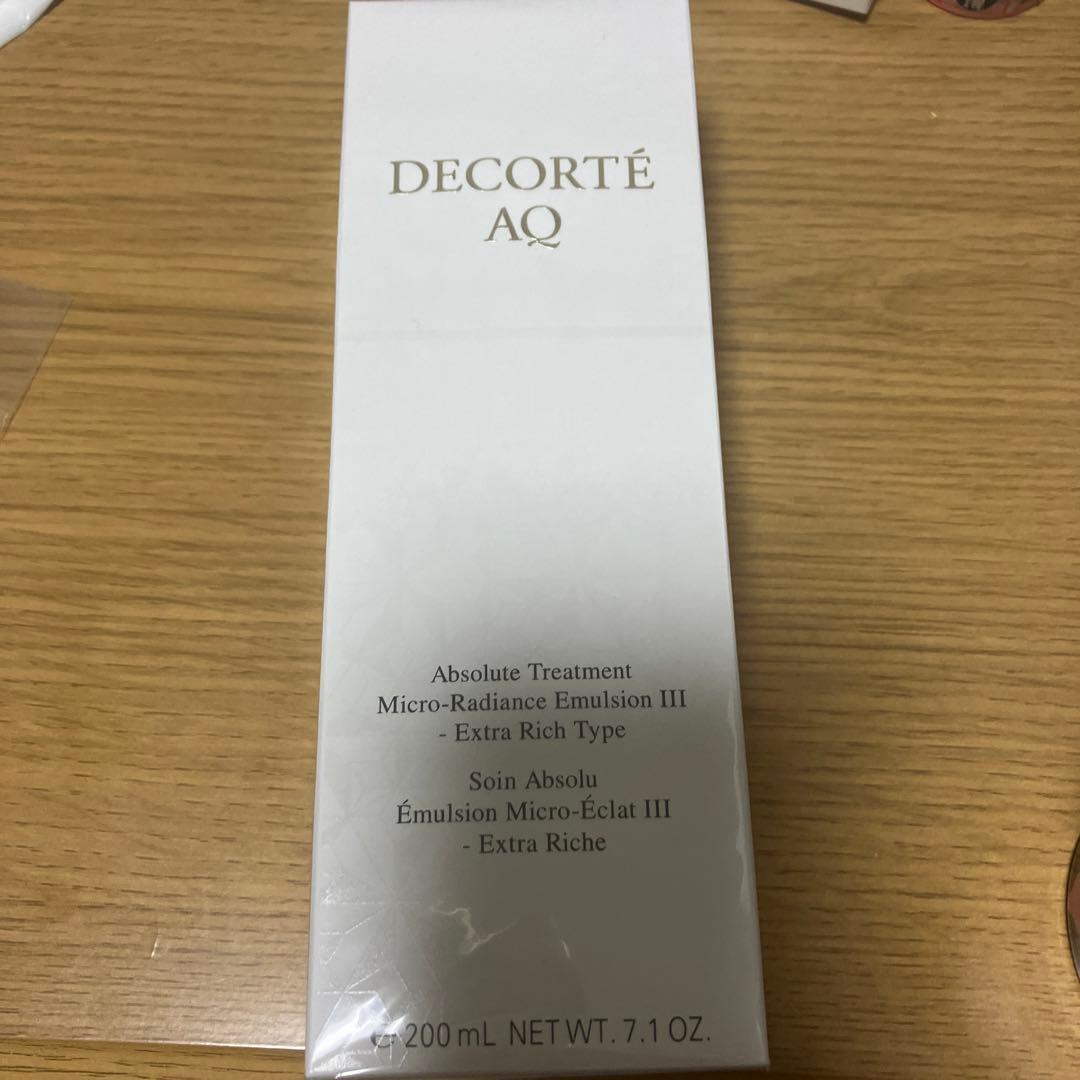 DECORTÉ
AQ
Absolute Treatment
Micro-Radiance Emulsion III
- Extra Rich Type
Soin Absolu
Émulsion Micro-Éclat III
- Extra Riche
℮ 200 mL NET WT. 7.1 OZ.